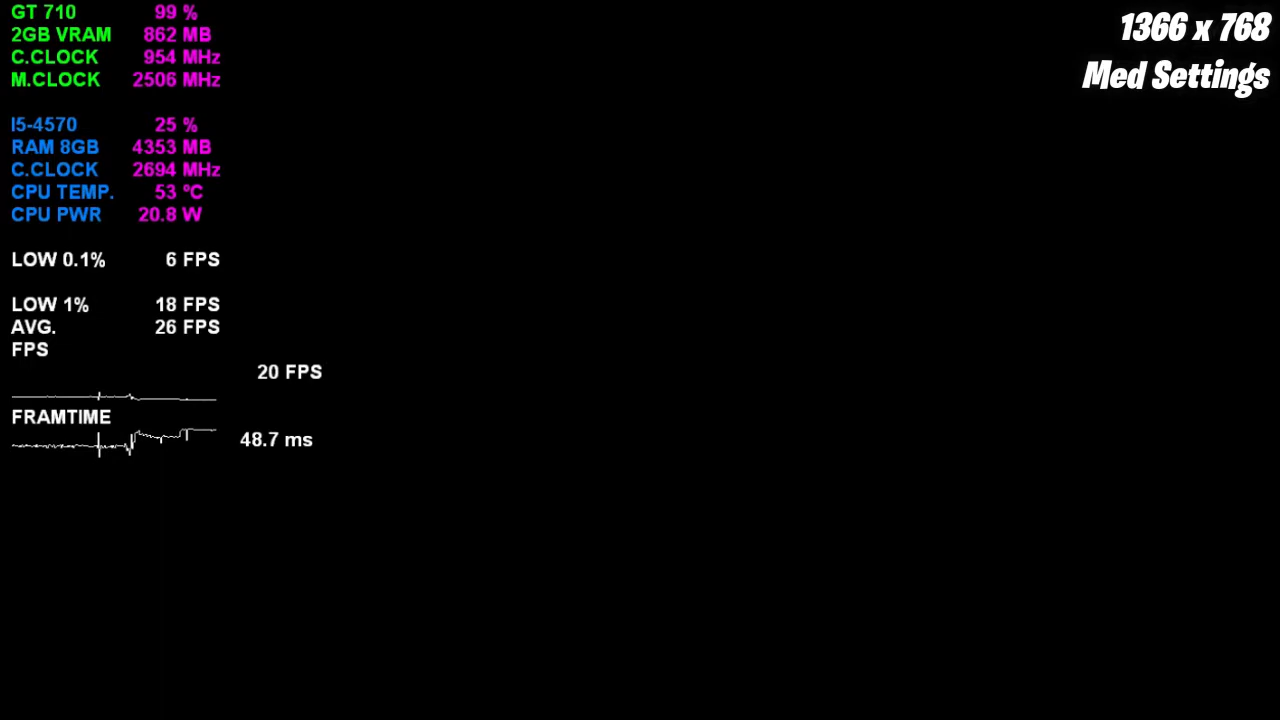 GT 710 99 %
2GB VRAM 862 MB
C.CLOCK 954 MHz
M.CLOCK 2506 MHz
I5-4570 25 %
RAM 8GB 4353 MB
C.CLOCK 2694 MHz
CPU TEMP. 53 °C
CPU PWR 20.8 W
LOW 0.1% 6 FPS
LOW 1% 18 FPS
AVG. 26 FPS
FPS
20 FPS
FRAMTIME
48.7 ms
1366 x 768
Med Settings